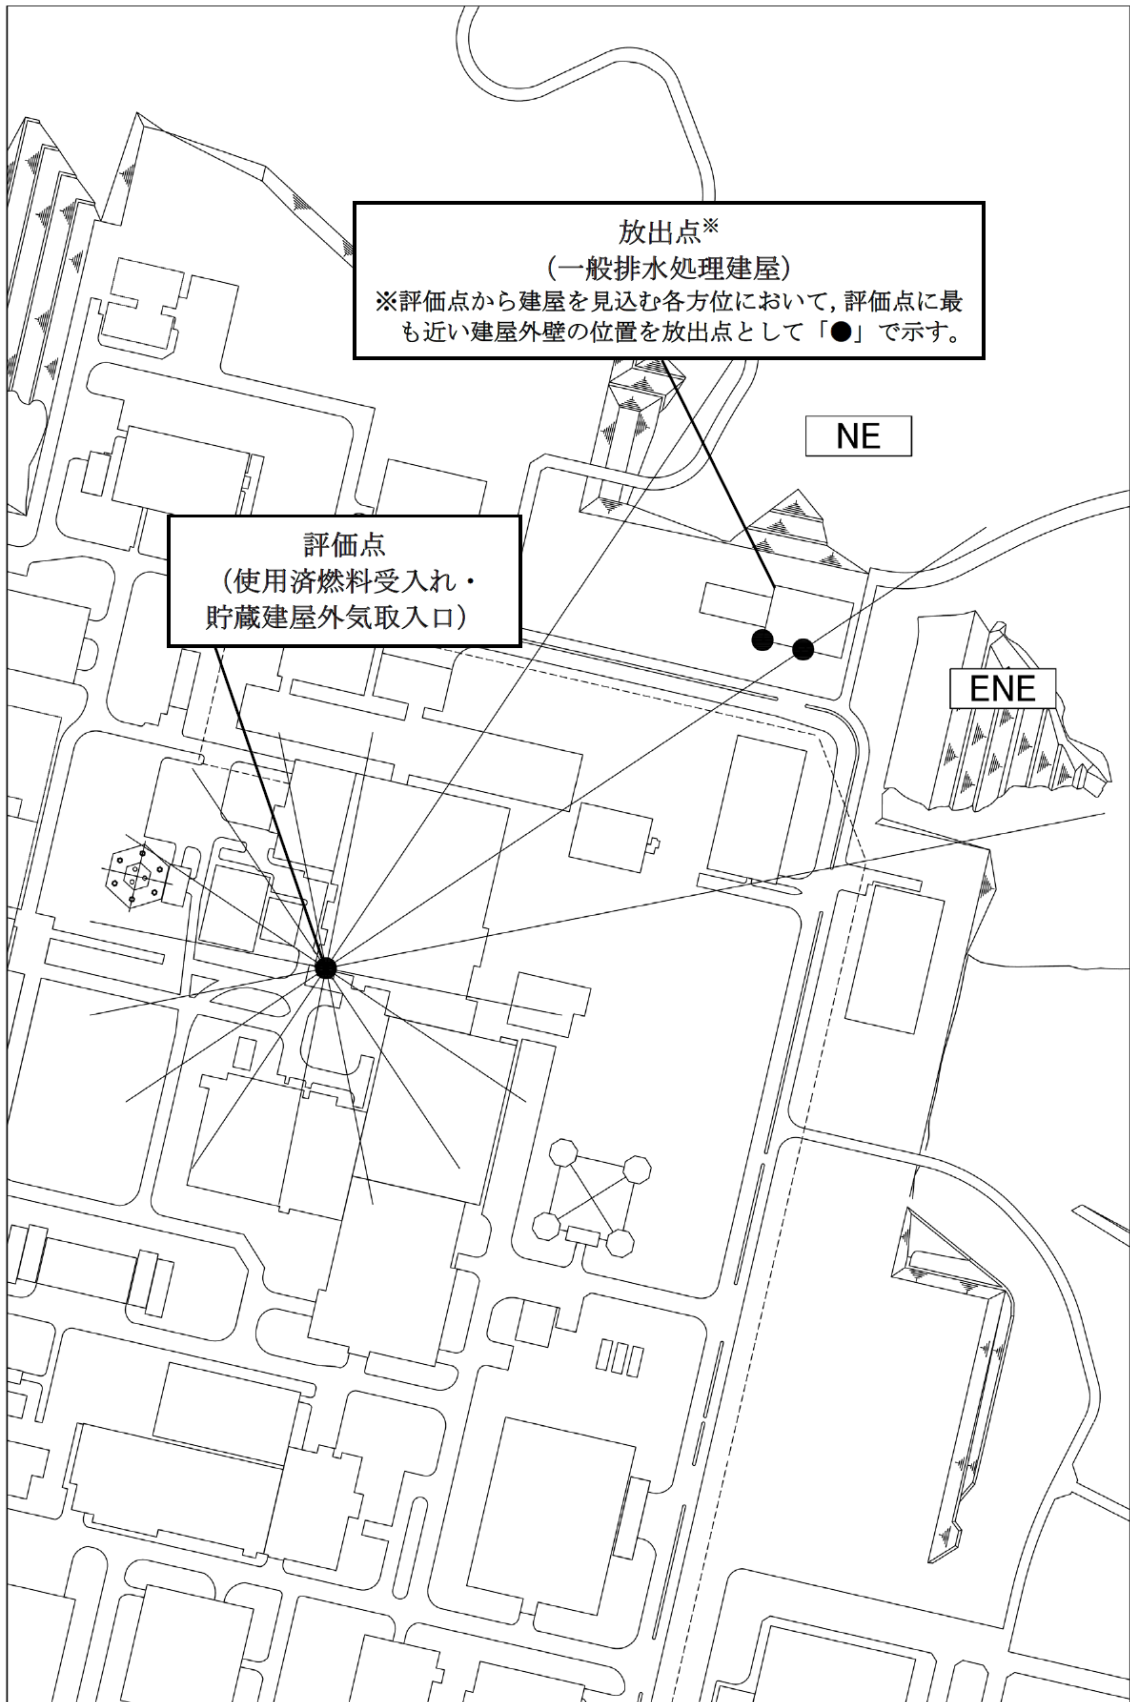 放出点※
（一般排水処理建屋）
※評価点から建屋を見込む各方位において，評価点に最
も近い建屋外壁の位置を放出点として「●」で示す。
NE
評価点
（使用済燃料受入れ・
貯蔵建屋外気取入口）
ENE